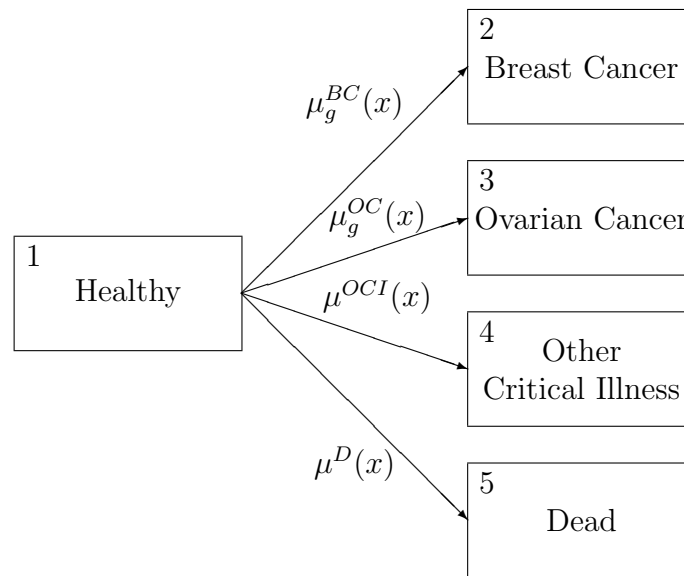 2
Breast Cancer
μ_g^{BC}(x)
3
Ovarian Cancer
μ_g^{OC}(x)
1
Healthy
μ^{OCI}(x)
4
Other
Critical Illness
μ^D(x)
5
Dead